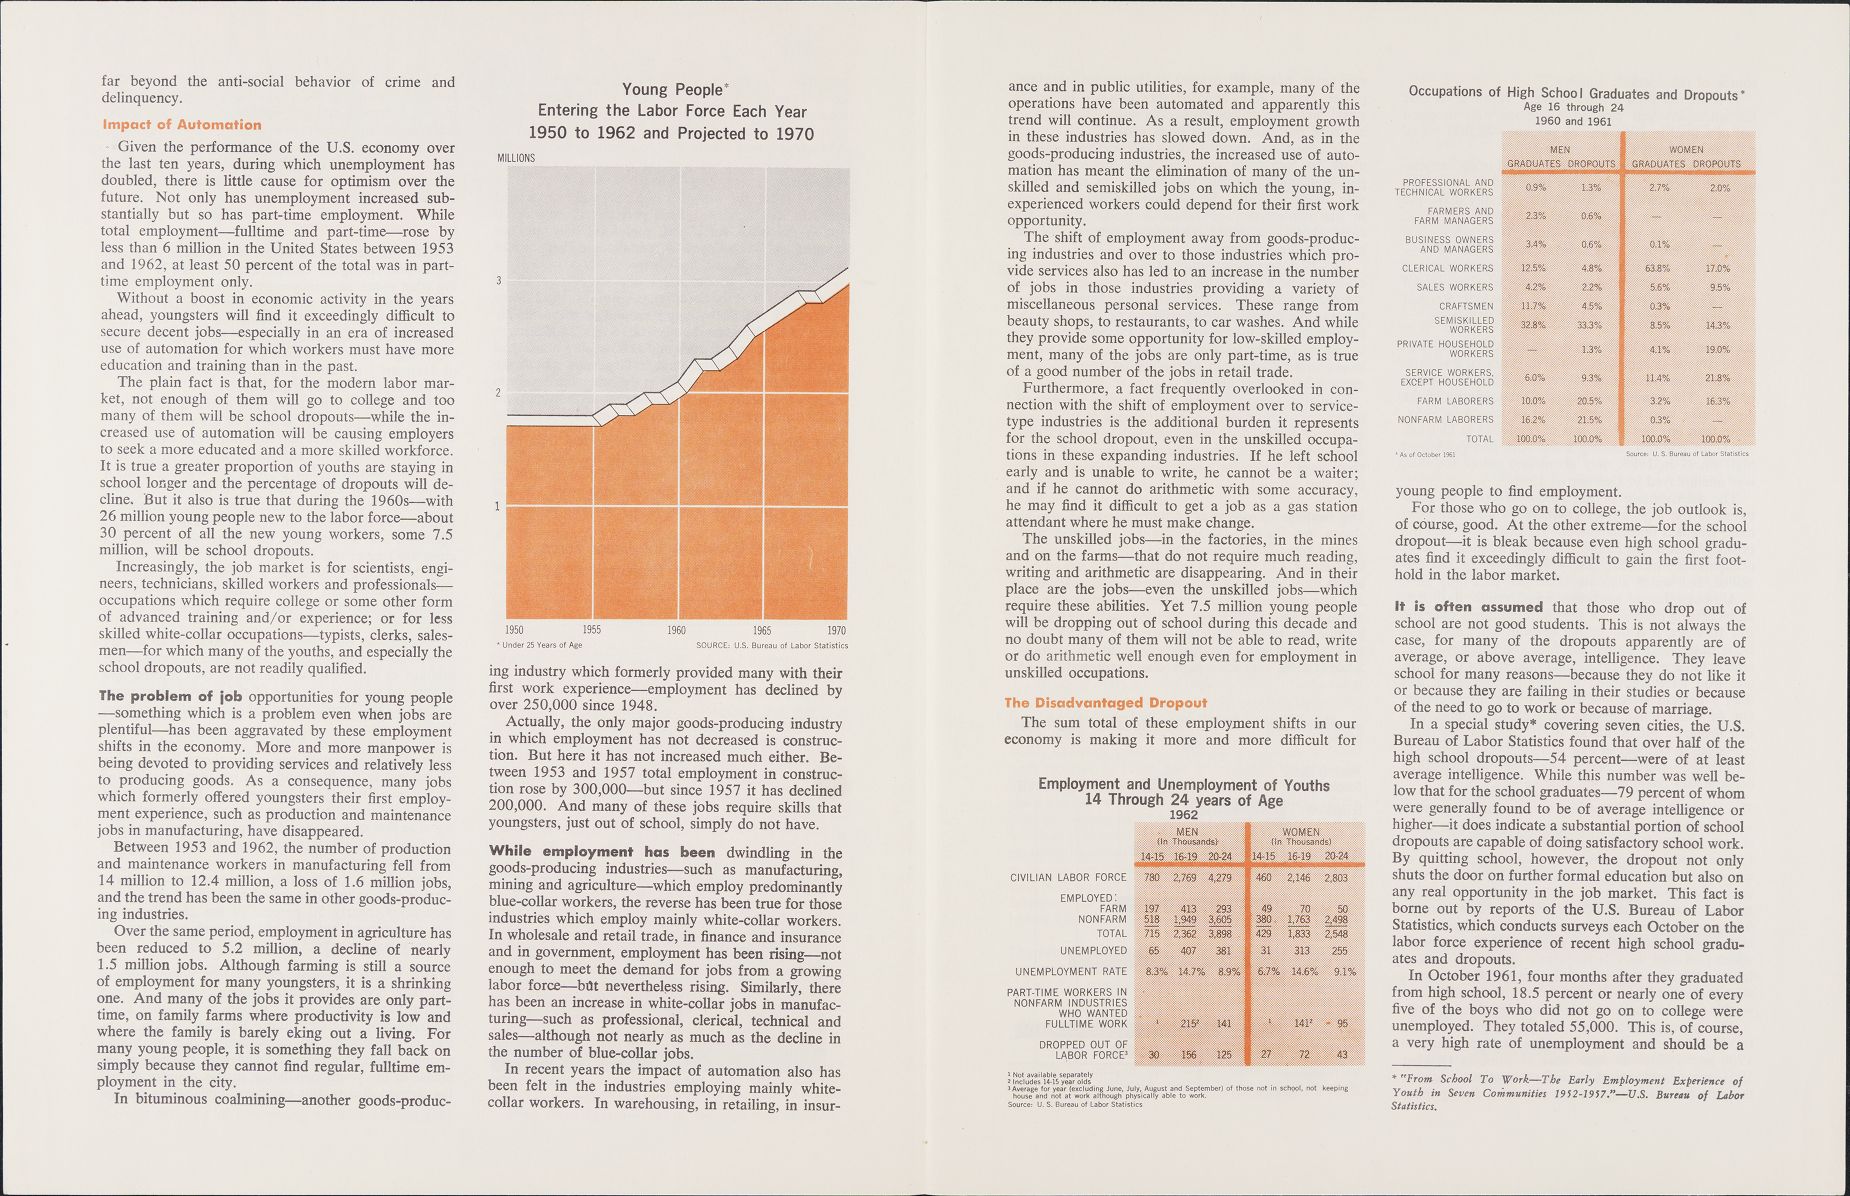 far beyond the anti-social behavior of crime and
delinquency.
Impact of Automation
Given the performance of the U.S. economy over
the last ten years, during which unemployment has
doubled, there is little cause for optimism over the
future. Not only has unemployment increased sub-
stantially but so has part-time employment. While
total employment—fulltime and part-time—rose by
less than 6 million in the United States between 1953
and 1962, at least 50 percent of the total was in part-
time employment only.
Without a boost in economic activity in the years
ahead, youngsters will find it exceedingly difficult to
secure decent jobs—especially in an era of increased
use of automation for which workers must have more
education and training than in the past.
The plain fact is that, for the modern labor mar-
ket, not enough of them will go to college and too
many of them will be school dropouts—while the in-
creased use of automation will be causing employers
to seek a more educated and a more skilled workforce.
It is true a greater proportion of youths are staying in
school longer and the percentage of dropouts will de-
cline. But it also is true that during the 1960s—with
26 million young people new to the labor force—about
30 percent of all the new young workers, some 7.5
million, will be school dropouts.
Increasingly, the job market is for scientists, engi-
neers, technicians, skilled workers and professionals—
occupations which require college or some other form
of advanced training and/or experience; or for less
skilled white-collar occupations—typists, clerks, sales-
men—for which many of the youths, and especially the
school dropouts, are not readily qualified.
The problem of job opportunities for young people
—something which is a problem even when jobs are
plentiful—has been aggravated by these employment
shifts in the economy. More and more manpower is
being devoted to providing services and relatively less
to producing goods. As a consequence, many jobs
which formerly offered youngsters their first employ-
ment experience, such as production and maintenance
jobs in manufacturing, have disappeared.
Between 1953 and 1962, the number of production
and maintenance workers in manufacturing fell from
14 million to 12.4 million, a loss of 1.6 million jobs,
and the trend has been the same in other goods-produc-
ing industries.
Over the same period, employment in agriculture has
been reduced to 5.2 million, a decline of nearly
1.5 million jobs. Although farming is still a source
of employment for many youngsters, it is a shrinking
one. And many of the jobs it provides are only part-
time, on family farms where productivity is low and
where the family is barely eking out a living. For
many young people, it is something they fall back on
simply because they cannot find regular, fulltime em-
ployment in the city.
In bituminous coalmining—another goods-produc-
Young People*
Entering the Labor Force Each Year
1950 to 1962 and Projected to 1970
MILLIONS
3
2
1
1950 1955 1960 1965 1970
* Under 25 Years of Age SOURCE: U.S. Bureau of Labor Statistics
ing industry which formerly provided many with their
first work experience—employment has declined by
over 250,000 since 1948.
Actually, the only major goods-producing industry
in which employment has not decreased is construc-
tion. But here it has not increased much either. Be-
tween 1953 and 1957 total employment in construc-
tion rose by 300,000—but since 1957 it has declined
200,000. And many of these jobs require skills that
youngsters, just out of school, simply do not have.
While employment has been dwindling in the
goods-producing industries—such as manufacturing,
mining and agriculture—which employ predominantly
blue-collar workers, the reverse has been true for those
industries which employ mainly white-collar workers.
In wholesale and retail trade, in finance and insurance
and in government, employment has been rising—not
enough to meet the demand for jobs from a growing
labor force—but nevertheless rising. Similarly, there
has been an increase in white-collar jobs in manufac-
turing—such as professional, clerical, technical and
sales—although not nearly as much as the decline in
the number of blue-collar jobs.
In recent years the impact of automation also has
been felt in the industries employing mainly white-
collar workers. In warehousing, in retailing, in insur-
ance and in public utilities, for example, many of the
operations have been automated and apparently this
trend will continue. As a result, employment growth
in these industries has slowed down. And, as in the
goods-producing industries, the increased use of auto-
mation has meant the elimination of many of the un-
skilled and semiskilled jobs on which the young, in-
experienced workers could depend for their first work
opportunity.
The shift of employment away from goods-produc-
ing industries and over to those industries which pro-
vide services also has led to an increase in the number
of jobs in those industries providing a variety of
miscellaneous personal services. These range from
beauty shops, to restaurants, to car washes. And while
they provide some opportunity for low-skilled employ-
ment, many of the jobs are only part-time, as is true
of a good number of the jobs in retail trade.
Furthermore, a fact frequently overlooked in con-
nection with the shift of employment over to service-
type industries is the additional burden it represents
for the school dropout, even in the unskilled occupa-
tions in these expanding industries. If he left school
early and is unable to write, he cannot be a waiter;
and if he cannot do arithmetic with some accuracy,
he may find it difficult to get a job as a gas station
attendant where he must make change.
The unskilled jobs—in the factories, in the mines
and on the farms—that do not require much reading,
writing and arithmetic are disappearing. And in their
place are the jobs—even the unskilled jobs—which
require these abilities. Yet 7.5 million young people
will be dropping out of school during this decade and
no doubt many of them will not be able to read, write
or do arithmetic well enough even for employment in
unskilled occupations.
The Disadvantaged Dropout
The sum total of these employment shifts in our
economy is making it more and more difficult for
Employment and Unemployment of Youths
14 Through 24 years of Age
1962
MEN WOMEN
(In Thousands) (In Thousands)
14-15 16-19 20-24 14-15 16-19 20-24
CIVILIAN LABOR FORCE 780 2,769 4,279 460 2,146 2,803
EMPLOYED:
FARM 197 413 293 49 70 50
NONFARM 518 1,949 3,605 380 1,763 2,498
TOTAL 715 2,362 3,898 429 1,833 2,548
UNEMPLOYED 65 407 381 31 313 255
UNEMPLOYMENT RATE 8.3% 14.7% 8.9% 6.7% 14.6% 9.1%
PART-TIME WORKERS IN
NONFARM INDUSTRIES
WHO WANTED
FULLTIME WORK ¹ 215² 141 ¹ 141² 95
DROPPED OUT OF
LABOR FORCE³ 30 156 125 27 72 43
¹ Not available separately
² Includes 14-15 year olds
³ Average for year (excluding June, July, August and September) of those not in school, not keeping
house and not at work although physically able to work.
Source: U. S. Bureau of Labor Statistics
Occupations of High School Graduates and Dropouts*
Age 16 through 24
1960 and 1961
MEN WOMEN
GRADUATES DROPOUTS GRADUATES DROPOUTS
PROFESSIONAL AND
TECHNICAL WORKERS 0.9% 1.3% 2.7% 2.0%
FARMERS AND
FARM MANAGERS 2.3% 0.6% — —
BUSINESS OWNERS
AND MANAGERS 3.4% 0.6% 0.1% —
CLERICAL WORKERS 12.5% 4.8% 63.8% 17.0%
SALES WORKERS 4.2% 2.2% 5.6% 9.5%
CRAFTSMEN 11.7% 4.5% 0.3% —
SEMISKILLED
WORKERS 32.8% 33.3% 8.5% 14.3%
PRIVATE HOUSEHOLD
WORKERS — 1.3% 4.1% 19.0%
SERVICE WORKERS,
EXCEPT HOUSEHOLD 6.0% 9.3% 11.4% 21.8%
FARM LABORERS 10.0% 20.5% 3.2% 16.3%
NONFARM LABORERS 16.2% 21.5% 0.3% —
TOTAL 100.0% 100.0% 100.0% 100.0%
* As of October 1961 Source: U. S. Bureau of Labor Statistics
young people to find employment.
For those who go on to college, the job outlook is,
of course, good. At the other extreme—for the school
dropout—it is bleak because even high school gradu-
ates find it exceedingly difficult to gain the first foot-
hold in the labor market.
It is often assumed that those who drop out of
school are not good students. This is not always the
case, for many of the dropouts apparently are of
average, or above average, intelligence. They leave
school for many reasons—because they do not like it
or because they are failing in their studies or because
of the need to go to work or because of marriage.
In a special study* covering seven cities, the U.S.
Bureau of Labor Statistics found that over half of the
high school dropouts—54 percent—were of at least
average intelligence. While this number was well be-
low that for the school graduates—79 percent of whom
were generally found to be of average intelligence or
higher—it does indicate a substantial portion of school
dropouts are capable of doing satisfactory school work.
By quitting school, however, the dropout not only
shuts the door on further formal education but also on
any real opportunity in the job market. This fact is
borne out by reports of the U.S. Bureau of Labor
Statistics, which conducts surveys each October on the
labor force experience of recent high school gradu-
ates and dropouts.
In October 1961, four months after they graduated
from high school, 18.5 percent or nearly one of every
five of the boys who did not go on to college were
unemployed. They totaled 55,000. This is, of course,
a very high rate of unemployment and should be a
* "From School To Work—The Early Employment Experience of
Youth in Seven Communities 1952-1957."—U.S. Bureau of Labor
Statistics.